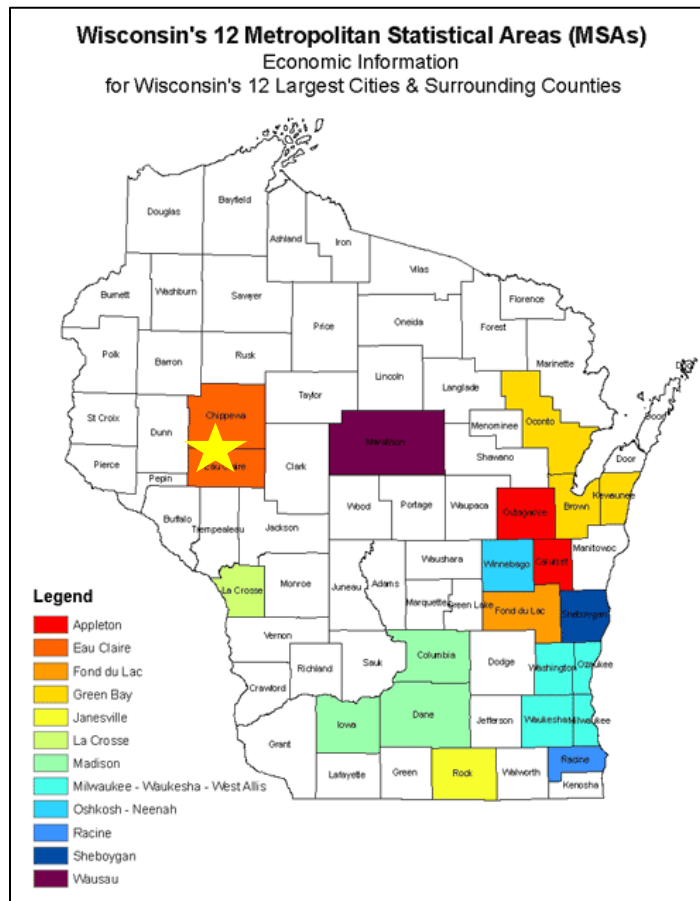 Wisconsin's 12 Metropolitan Statistical Areas (MSAs)
Economic Information
for Wisconsin's 12 Largest Cities & Surrounding Counties
Douglas
Bayfield
Ashland
Iron
Vilas
Burnett
Washburn
Sawyer
Price
Oneida
Forest
Florence
Marinette
Polk
Barron
Rusk
Lincoln
Langlade
Taylor
Chippewa
St Croix
Dunn
Menominee
Oconto
Door
Door
Pierce
Pepin
Eau Claire
Clark
Marathon
Shawano
Buffalo
Trempealeau
Jackson
Wood
Portage
Waupaca
Outagamie
Brown
Kewaunee
La Crosse
Monroe
Juneau
Adams
Waushara
Winnebago
Calumet
Manitowoc
Marquette
Green Lake
Fond du Lac
Sheboygan
Vernon
Richland
Sauk
Columbia
Dodge
Washington
Ozaukee
Crawford
Grant
Iowa
Dane
Jefferson
Waukesha
Milwaukee
Lafayette
Green
Rock
Walworth
Racine
Kenosha
Legend
Appleton
Eau Claire
Fond du Lac
Green Bay
Janesville
La Crosse
Madison
Milwaukee - Waukesha - West Allis
Oshkosh - Neenah
Racine
Sheboygan
Wausau